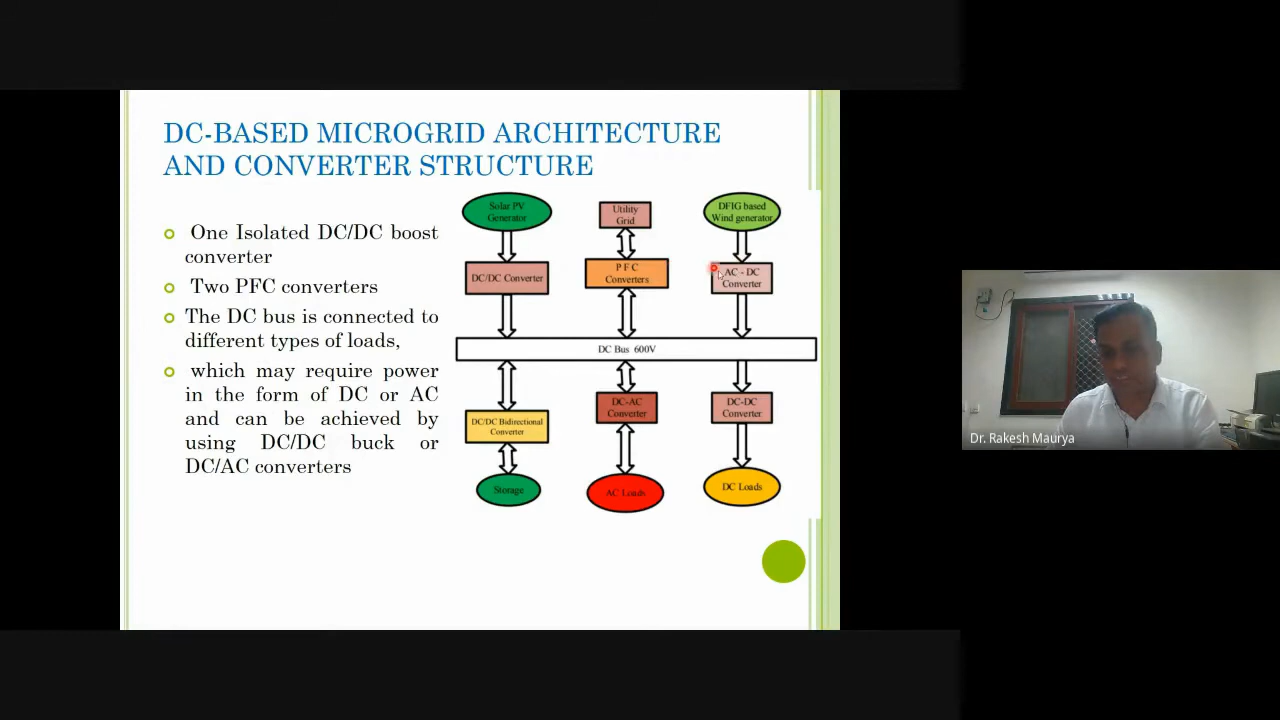 DC-BASED MICROGRID ARCHITECTURE
AND CONVERTER STRUCTURE
One Isolated DC/DC boost
converter
Two PFC converters
The DC bus is connected to
different types of loads,
which may require power
in the form of DC or AC
and can be achieved by
using DC/DC buck or
DC/AC converters
Solar PV
Generator
Utility
Grid
DFIG based
Wind generator
DC/DC Converter
P F C
Converters
AC - DC
Converter
DC Bus 600V
DC/DC Bidirectional
Converter
DC-AC
Converter
DC-DC
Converter
Storage
AC Loads
DC Loads
Dr. Rakesh Maurya